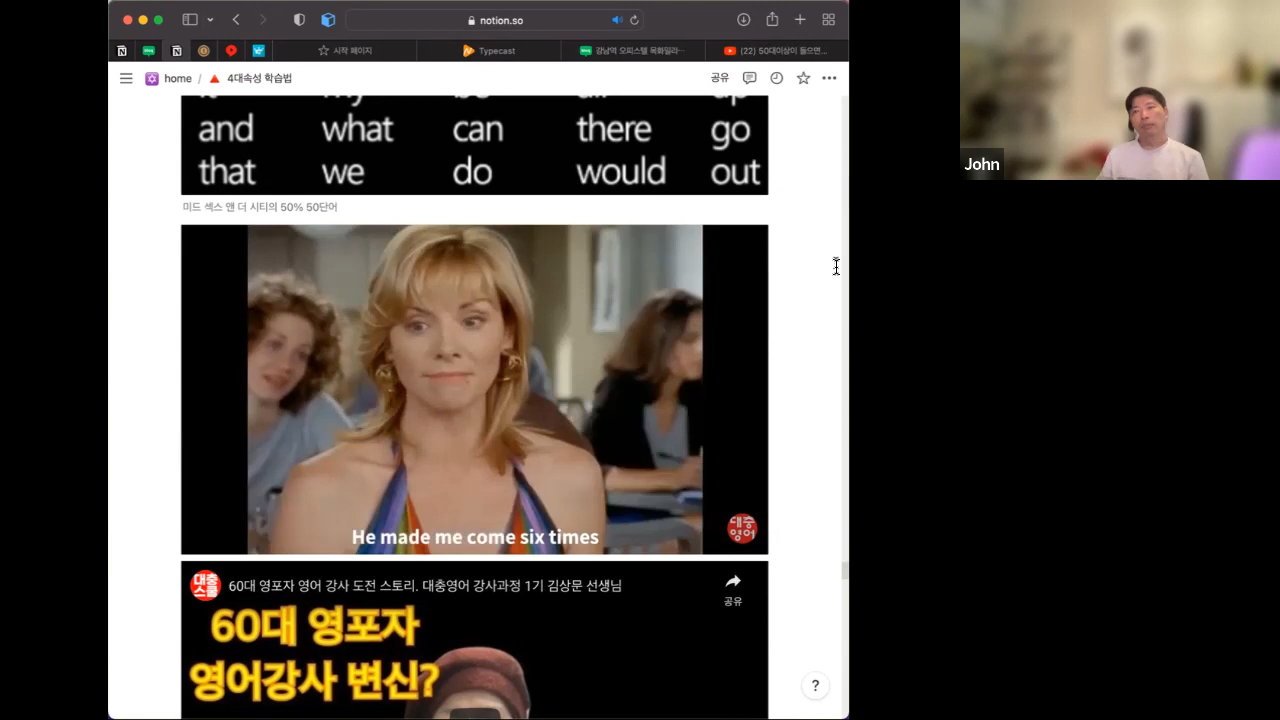 notion.so
시작 페이지
Typecast
강남역 오피스텔 목화밀라…
(22) 50대이상이 들으면…
home / 4대속성 학습법
공유
it my be all up
and what can there go
that we do would out
미드 섹스 앤 더 시티의 50% 50단어
He made me come six times
대중
영어
대충
스쿨
60대 영포자 영어 강사 도전 스토리. 대충영어 강사과정 1기 김상문 선생님
공유
60대 영포자
영어강사 변신?
?
John